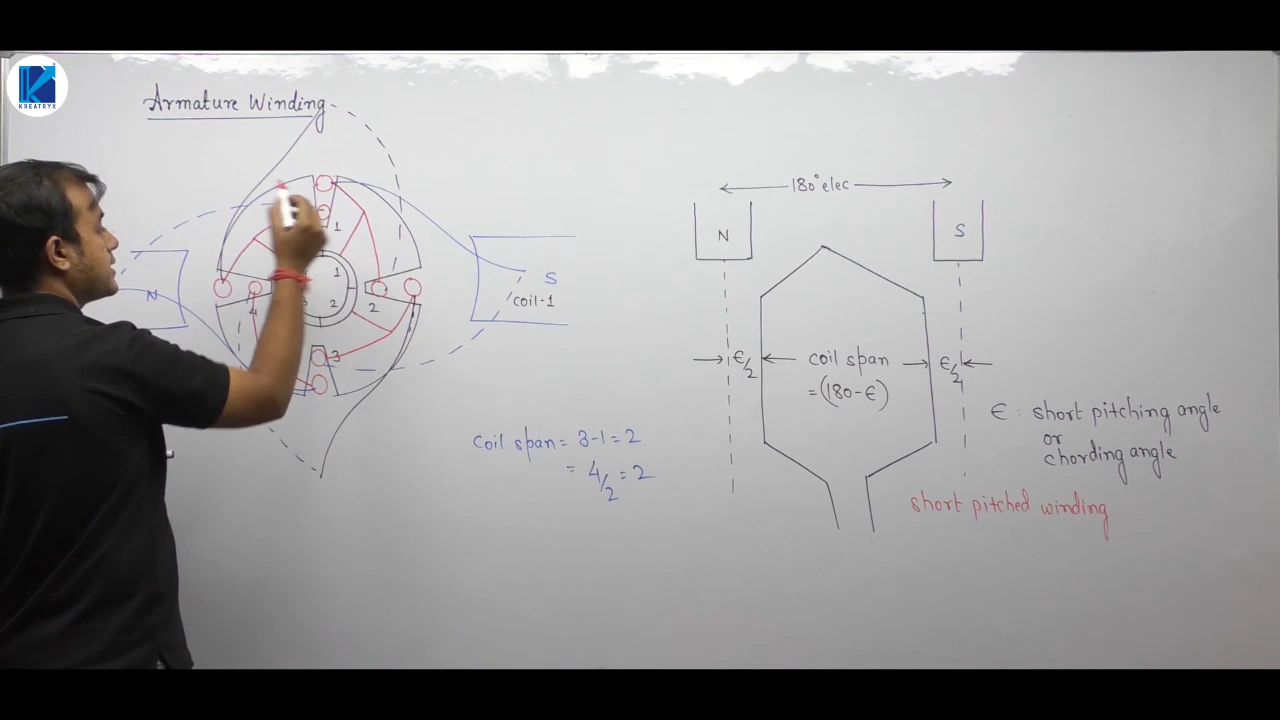 KREATRYX
Armature Winding
N
1
1
2
2
3
4
S
coil-1
coil span = 3-1 = 2
= 4/2 = 2
180° elec
N
S
ϵ/2
coil span
= (180-ϵ)
ϵ/2
ϵ : short pitching angle
or
chording angle
short pitched winding